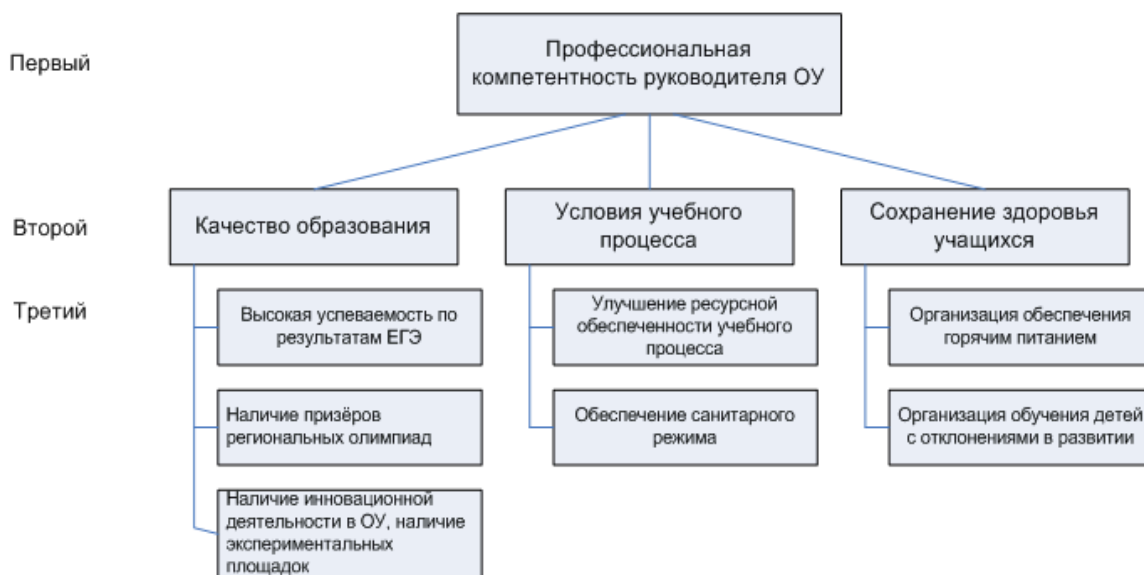 Первый
Профессиональная
компетентность руководителя ОУ
Второй
Качество образования
Условия учебного
процесса
Сохранение здоровья
учащихся
Третий
Высокая успеваемость по
результатам ЕГЭ
Улучшение ресурсной
обеспеченности учебного
процесса
Организация обеспечения
горячим питанием
Наличие призёров
региональных олимпиад
Обеспечение санитарного
режима
Организация обучения детей
с отклонениями в развитии
Наличие инновационной
деятельности в ОУ, наличие
экспериментальных
площадок